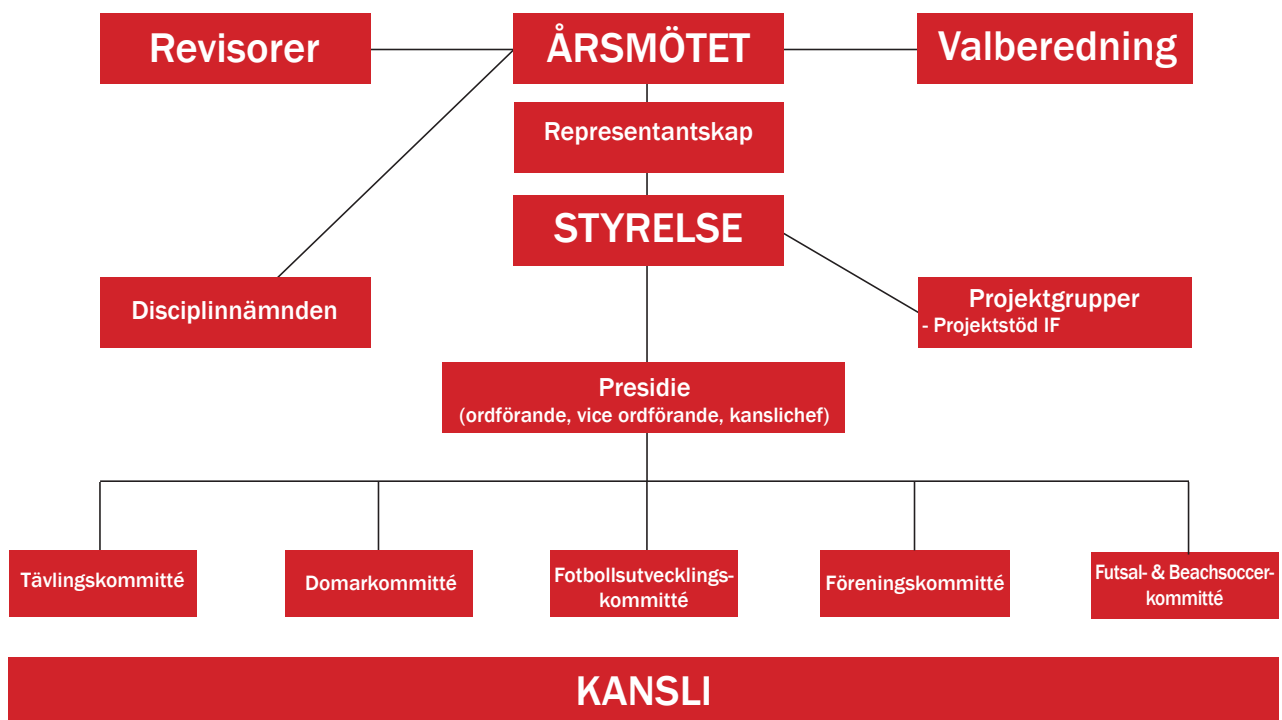 Revisorer
ÅRSMÖTET
Valberedning
Representantskap
STYRELSE
Disciplinnämnden
Projektgrupper
- Projektstöd IF
Presidie
(ordförande, vice ordförande, kanslichef)
Tävlingskommitté
Domarkommitté
Fotbollsutvecklings-
kommitté
Föreningskommitté
Futsal- & Beachsoccer-
kommitté
KANSLI